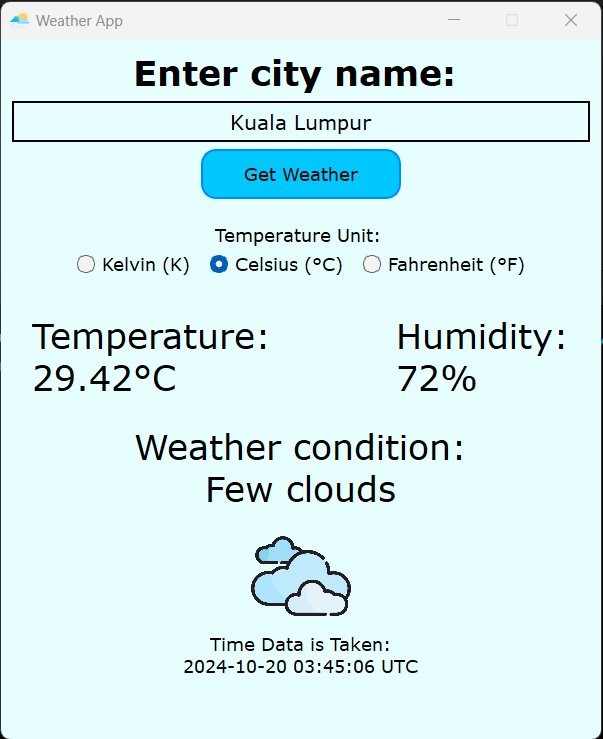 Weather App
Enter city name:
Kuala Lumpur
Get Weather
Temperature Unit:
Kelvin (K) Celsius (°C) Fahrenheit (°F)
Temperature: Humidity:
29.42°C 72%
Weather condition:
Few clouds
Time Data is Taken:
2024-10-20 03:45:06 UTC